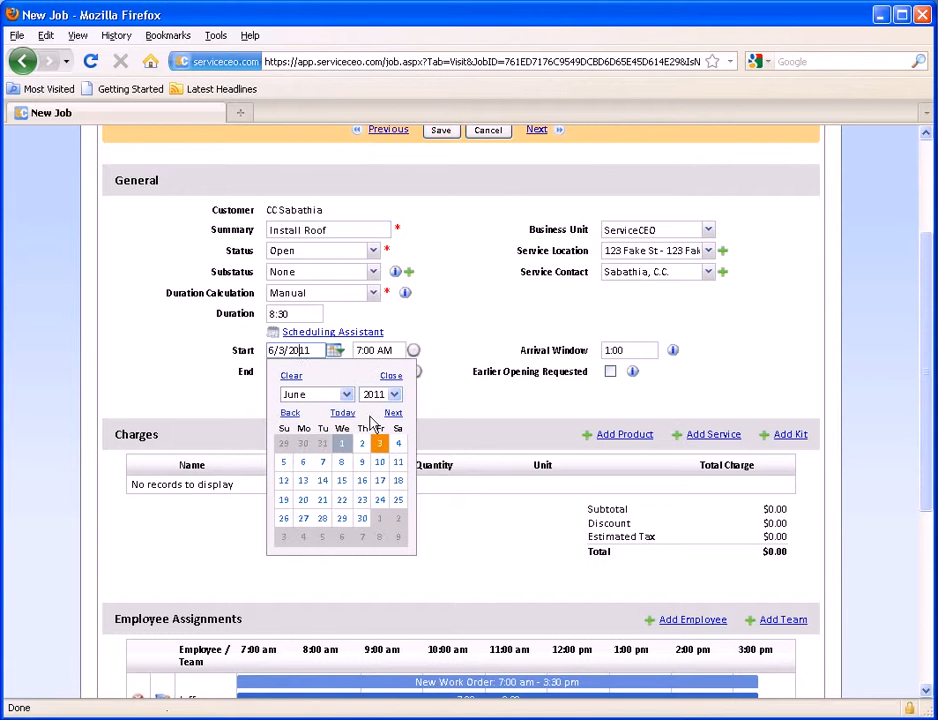 New Job - Mozilla Firefox
File Edit View History Bookmarks Tools Help
serviceceo.com https://app.serviceceo.com/job.aspx?Tab=Visit&JobID=761ED7176C9549DCBD6D65E45D614E29&IsN Google
Most Visited Getting Started Latest Headlines
New Job
Previous Save Cancel Next
General
Customer CC Sabathia
Summary Install Roof * Business Unit ServiceCEO
Status Open * Service Location 123 Fake St - 123 Fak
Substatus None Service Contact Sabathia, C.C.
Duration Calculation Manual *
Duration 8:30
Scheduling Assistant
Start 6/3/2011 7:00 AM Arrival Window 1:00
End Earlier Opening Requested
Clear Close
June 2011
Back Today Next
Su Mo Tu We Th Fr Sa
29 30 31 1 2 3 4
5 6 7 8 9 10 11
12 13 14 15 16 17 18
19 20 21 22 23 24 25
26 27 28 29 30 1 2
3 4 5 6 7 8 9
Charges Add Product Add Service Add Kit
Name Quantity Unit Total Charge
No records to display
Subtotal $0.00
Discount $0.00
Estimated Tax $0.00
Total $0.00
Employee Assignments Add Employee Add Team
Employee / Team 7:00 am 8:00 am 9:00 am 10:00 am 11:00 am 12:00 pm 1:00 pm 2:00 pm 3:00 pm
New Work Order: 7:00 am - 3:30 pm
Done